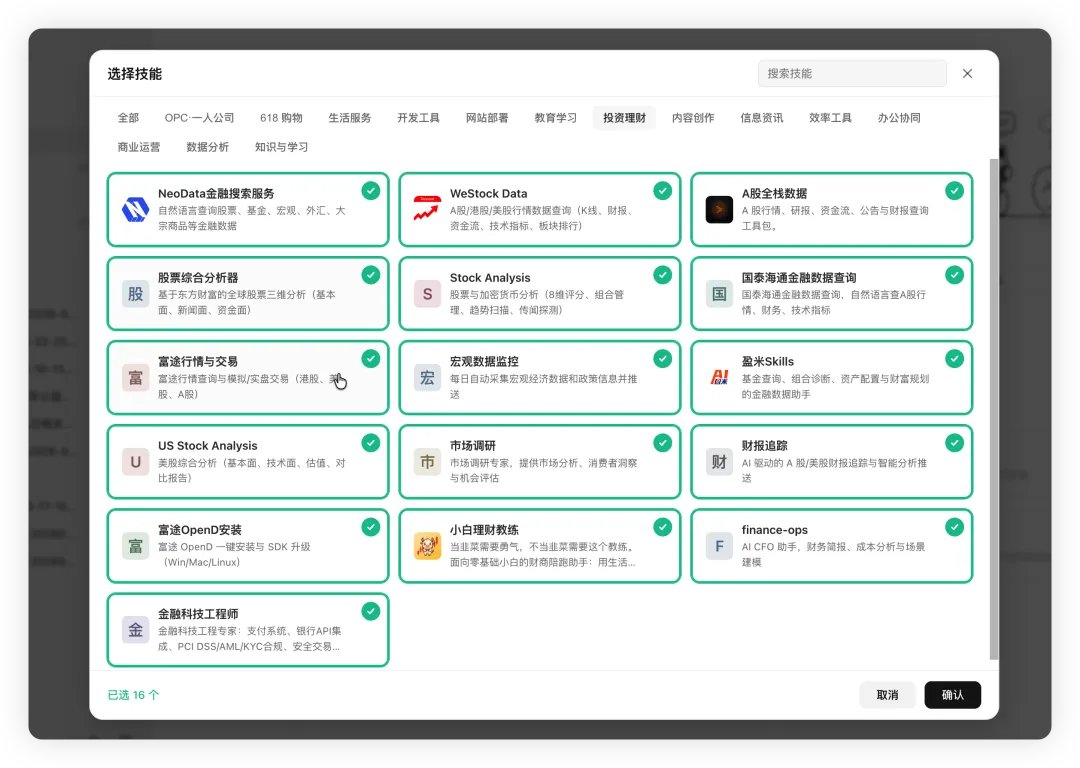 选择技能
搜索技能
全部
OPC·一人公司
618 购物
生活服务
开发工具
网站部署
教育学习
投资理财
内容创作
信息资讯
效率工具
办公协同
商业运营
数据分析
知识与学习
NeoData金融搜索服务
自然语言查询股票、基金、宏观、外汇、大
宗商品等金融数据
WeStock Data
A股/港股/美股行情数据查询（K线、财报、
资金流、技术指标、板块排行）
A股全栈数据
A 股行情、研报、资金流、公告与财报查询
工具包。
股
股票综合分析器
基于东方财富的全球股票三维分析（基本
面、新闻面、资金面）
S
Stock Analysis
股票与加密货币分析（8维评分、组合管
理、趋势扫描、传闻探测）
国
国泰海通金融数据查询
国泰海通金融数据查询，自然语言查A股行
情、财务、技术指标
富
富途行情与交易
富途行情查询与模拟/实盘交易（港股、美
股、A股）
宏
宏观数据监控
每日自动采集宏观经济数据和政策信息并推
送
AI
盈米
盈米Skills
基金查询、组合诊断、资产配置与财富规划
的金融数据助手
U
US Stock Analysis
美股综合分析（基本面、技术面、估值、对
比报告）
市
市场调研
市场调研专家，提供市场分析、消费者洞察
与机会评估
财
财报追踪
AI 驱动的 A 股/美股财报追踪与智能分析推
送
富
富途OpenD安装
富途 OpenD 一键安装与 SDK 升级
（Win/Mac/Linux）
小白理财教练
当韭菜需要勇气，不当韭菜需要这个教练。
面向零基础小白的财商陪跑助手：用生活...
F
finance-ops
AI CFO 助手，财务简报、成本分析与场景
建模
金
金融科技工程师
金融科技工程专家：支付系统、银行API集
成、PCI DSS/AML/KYC合规、安全交易...
已选 16 个
取消
确认